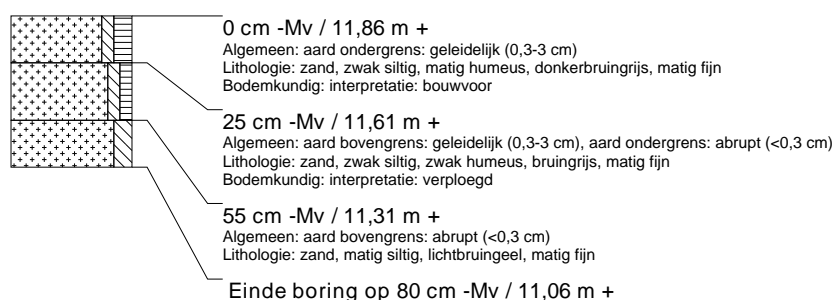 0 cm -Mv / 11,86 m +
Algemeen: aard ondergrens: geleidelijk (0,3-3 cm)
Lithologie: zand, zwak siltig, matig humeus, donkerbruingrijs, matig fijn
Bodemkundig: interpretatie: bouwvoor
25 cm -Mv / 11,61 m +
Algemeen: aard bovengrens: geleidelijk (0,3-3 cm), aard ondergrens: abrupt (<0,3 cm)
Lithologie: zand, zwak siltig, zwak humeus, bruingrijs, matig fijn
Bodemkundig: interpretatie: verploegd
55 cm -Mv / 11,31 m +
Algemeen: aard bovengrens: abrupt (<0,3 cm)
Lithologie: zand, matig siltig, lichtbruingeel, matig fijn
Einde boring op 80 cm -Mv / 11,06 m +